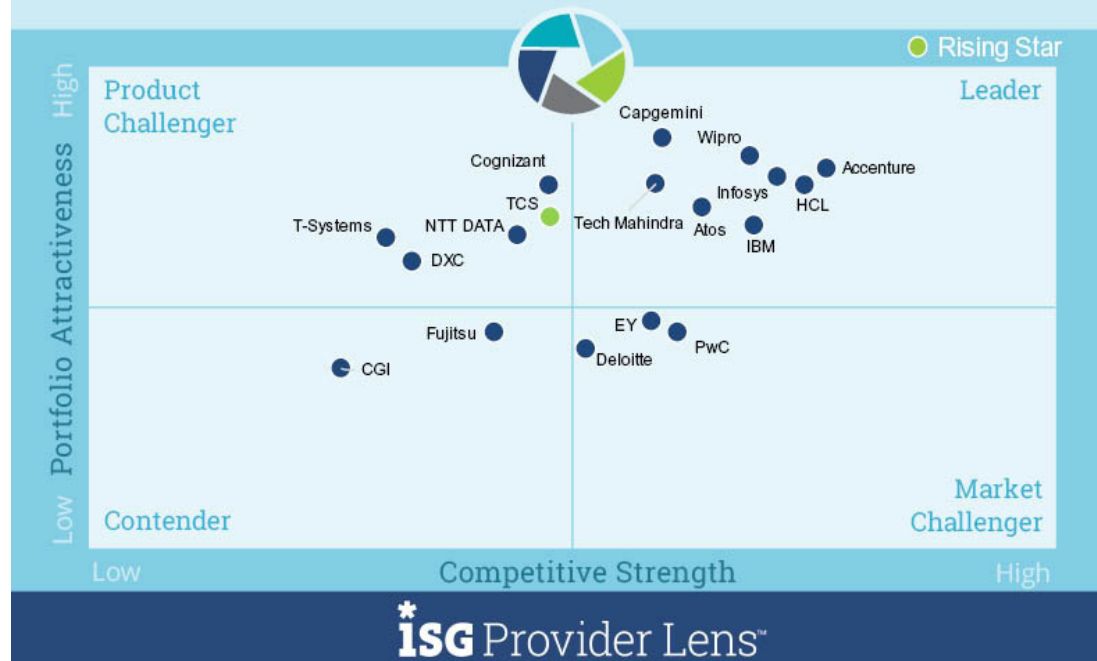 Rising Star
High
Product
Challenger
Leader
Capgemini
Wipro
Cognizant
Accenture
Infosys
HCL
TCS
Tech Mahindra
T-Systems
NTT DATA
Atos
IBM
DXC
Portfolio Attractiveness
EY
Fujitsu
PwC
Deloitte
CGI
Market
Challenger
Contender
Low
Low
Competitive Strength
High
*ISG Provider Lens™